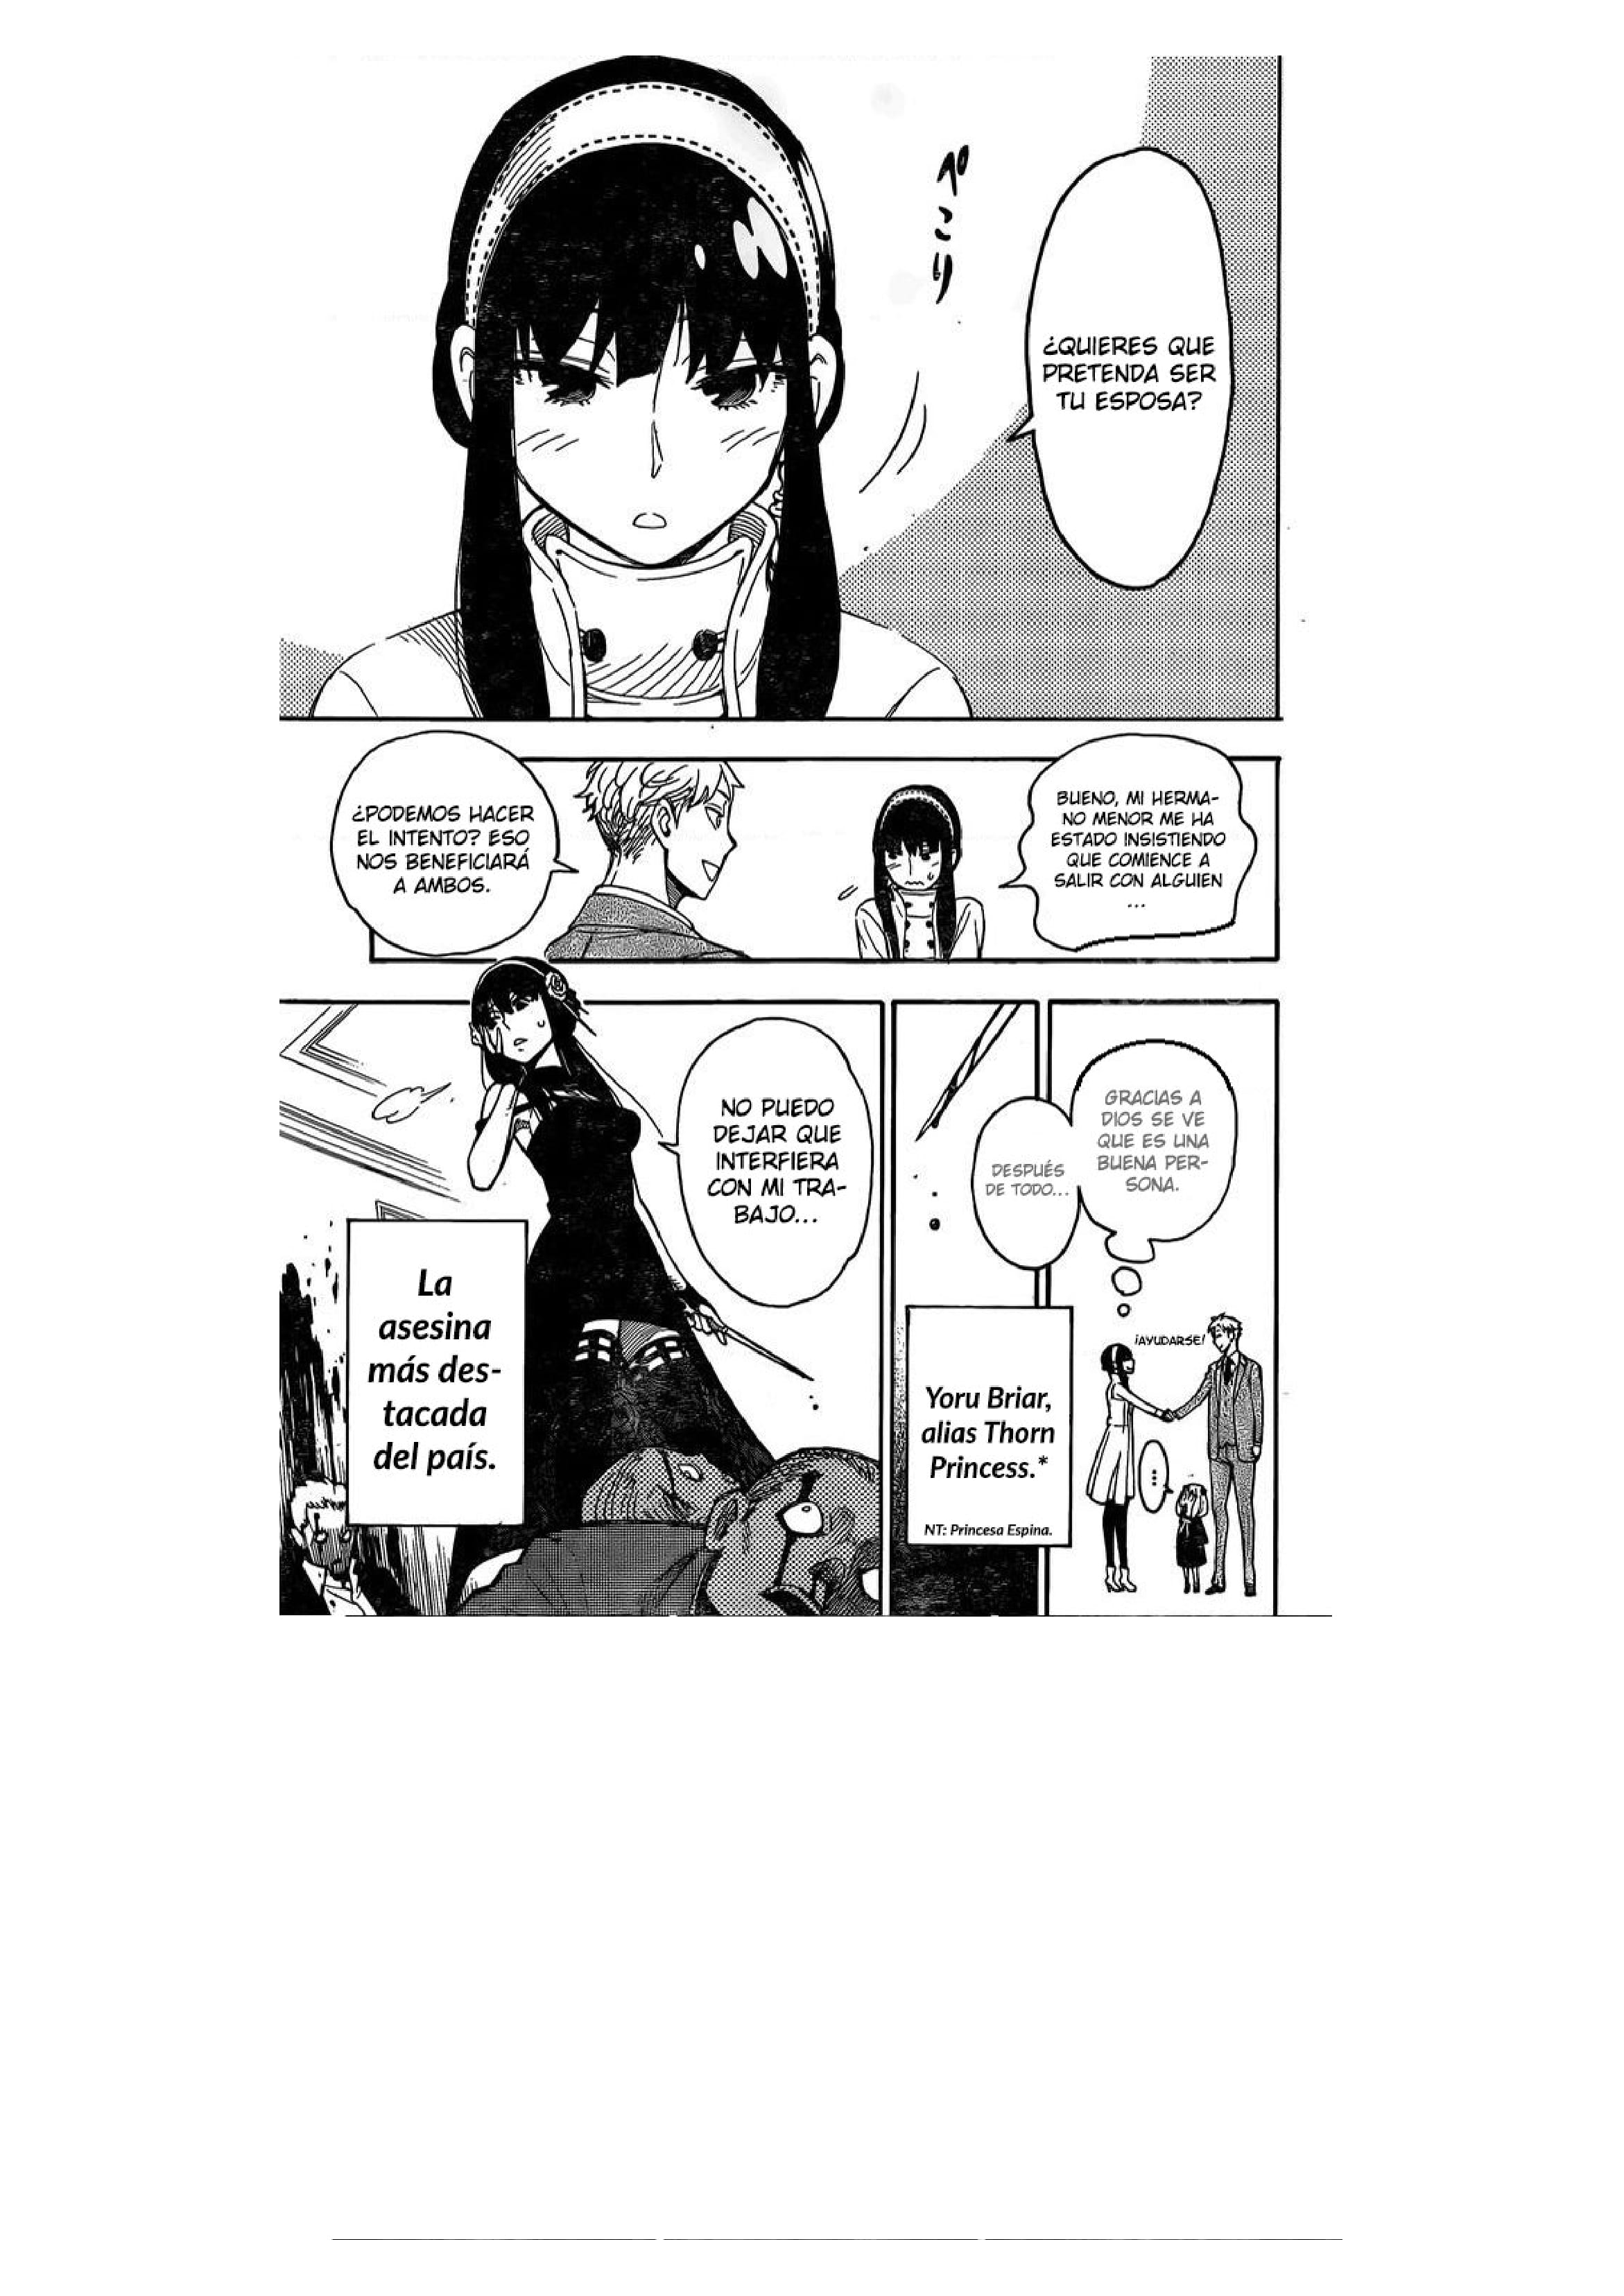 ¿QUIERES QUE
PRETENDA SER
TU ESPOSA?
ぺこり
BUENO, MI HERMA-
NO MENOR ME HA
ESTADO INSISTIENDO
QUE COMIENCE A
SALIR CON ALGUIEN
...
¿PODEMOS HACER
EL INTENTO? ESO
NOS BENEFICIARÁ
A AMBOS.
GRACIAS A
DIOS SE VE
QUE ES UNA
BUENA PER-
SONA.
¡AYUDARSE!
...
DESPUÉS
DE TODO...
Yoru Briar,
alias Thorn
Princess.*
NT: Princesa Espina.
NO PUEDO
DEJAR QUE
INTERFIERA
CON MI TRA-
BAJO...
La
asesina
más des-
tacada
del país.